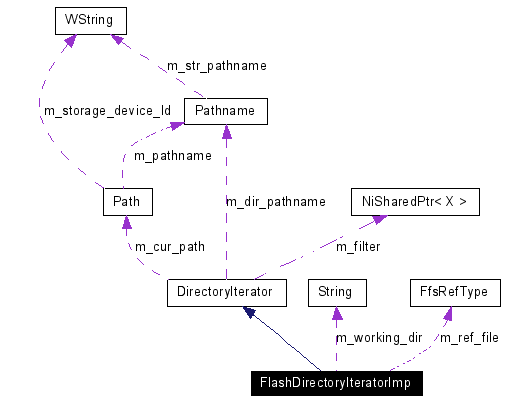 WString
m_str_pathname
m_storage_device_Id
Pathname
m_pathname
Path
m_dir_pathname
NiSharedPtr< X >
m_cur_path
m_filter
DirectoryIterator
String
FfsRefType
m_working_dir
m_ref_file
FlashDirectoryIteratorImp